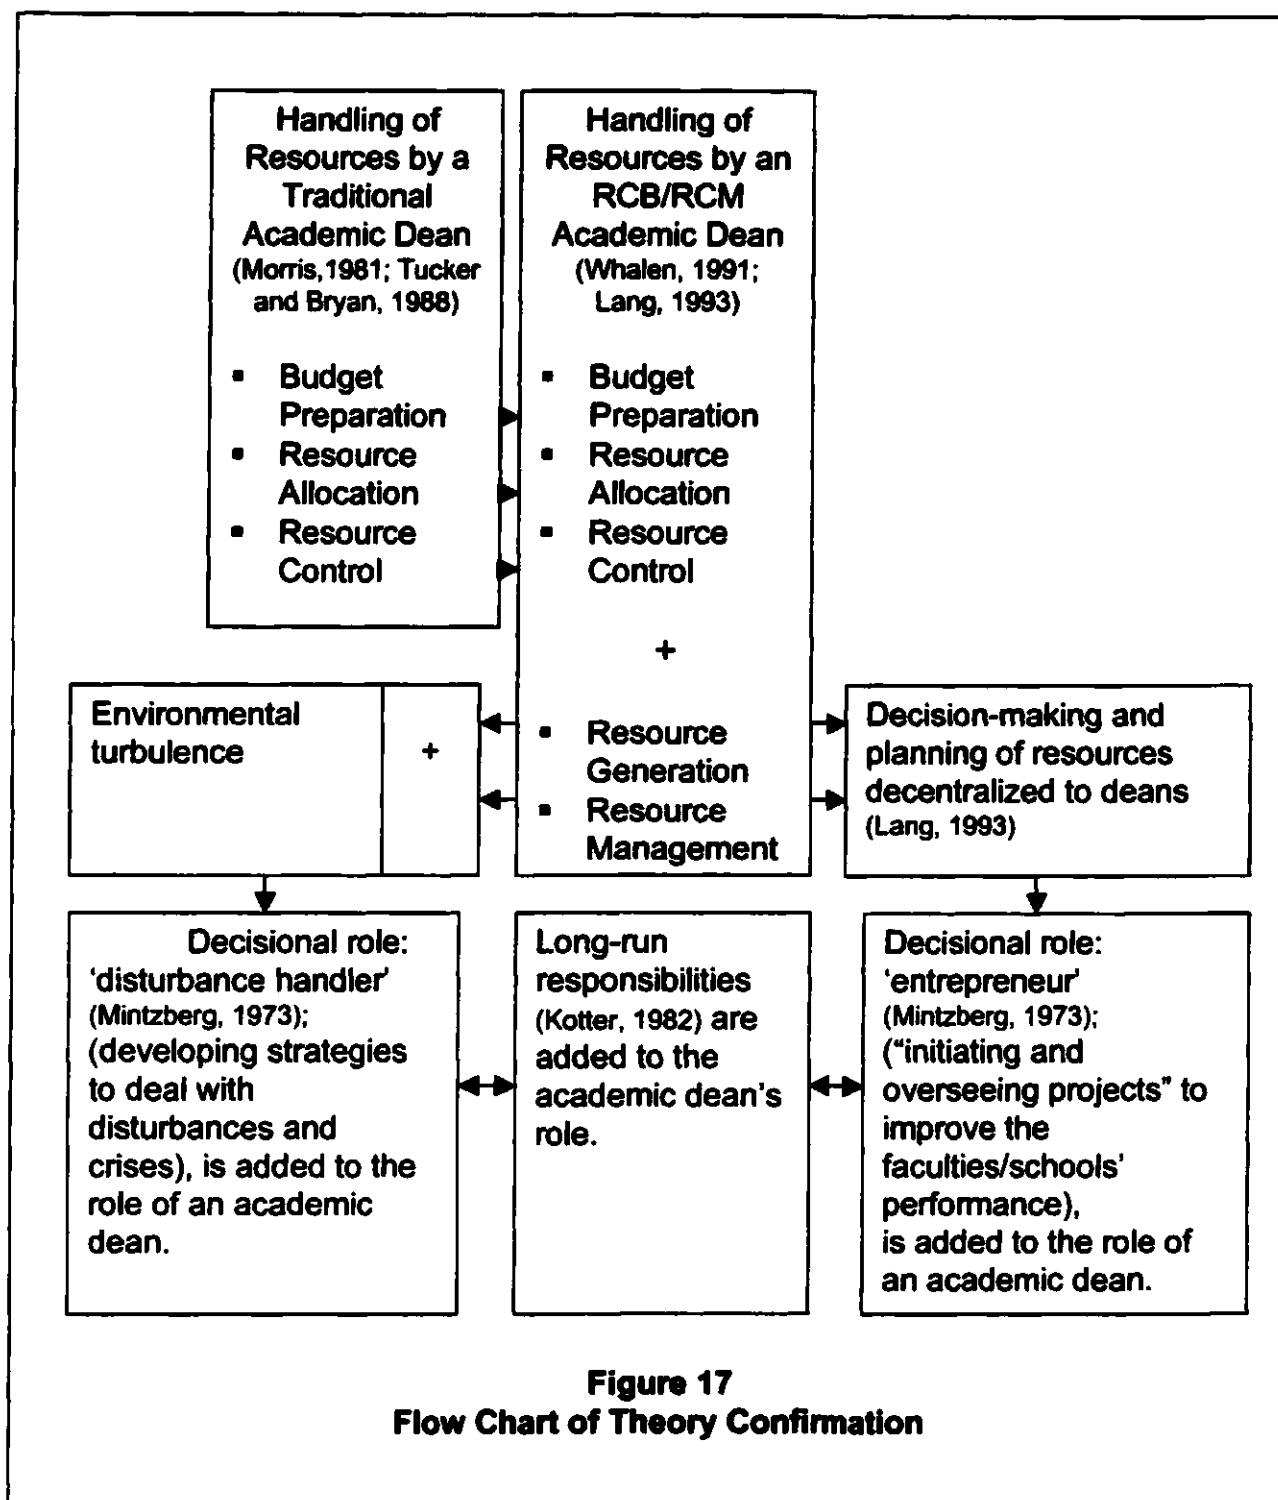 Handling of
Resources by a
Traditional
Academic Dean
(Morris,1981; Tucker
and Bryan, 1988)
▪ Budget
Preparation
▪ Resource
Allocation
▪ Resource
Control
Handling of
Resources by an
RCB/RCM
Academic Dean
(Whalen, 1991;
Lang, 1993)
▪ Budget
Preparation
▪ Resource
Allocation
▪ Resource
Control
+
▪ Resource
Generation
▪ Resource
Management
Environmental
turbulence
+
Decision-making and
planning of resources
decentralized to deans
(Lang, 1993)
Decisional role:
'disturbance handler'
(Mintzberg, 1973);
(developing strategies
to deal with
disturbances and
crises), is added to the
role of an academic
dean.
Long-run
responsibilities
(Kotter, 1982) are
added to the
academic dean's
role.
Decisional role:
'entrepreneur'
(Mintzberg, 1973);
("initiating and
overseeing projects" to
improve the
faculties/schools'
performance),
is added to the role of
an academic dean.
Figure 17
Flow Chart of Theory Confirmation